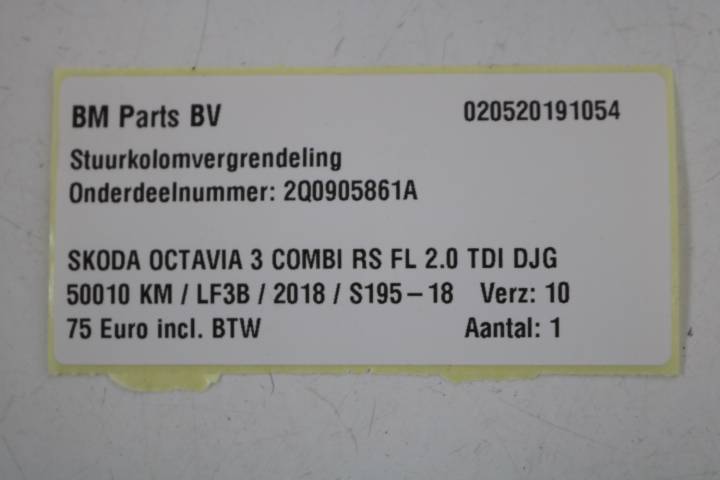 BM Parts BV 020520191054
Stuurkolomvergrendeling
Onderdeelnummer: 2Q0905861A
SKODA OCTAVIA 3 COMBI RS FL 2.0 TDI DJG
50010 KM / LF3B / 2018 / S195-18 Verz: 10
75 Euro incl. BTW Aantal: 1